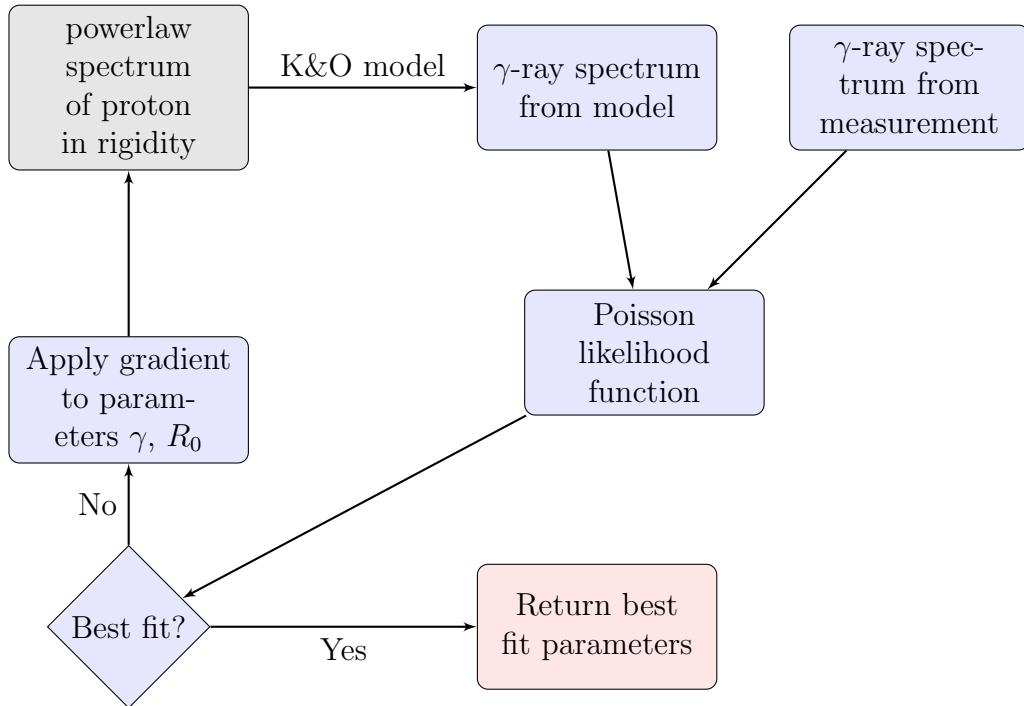 powerlaw
spectrum
of proton
in rigidity
K&O model
γ-ray spectrum
from model
γ-ray spec-
trum from
measurement
Poisson
likelihood
function
Apply gradient
to param-
eters γ, R₀
No
Best fit?
Yes
Return best
fit parameters